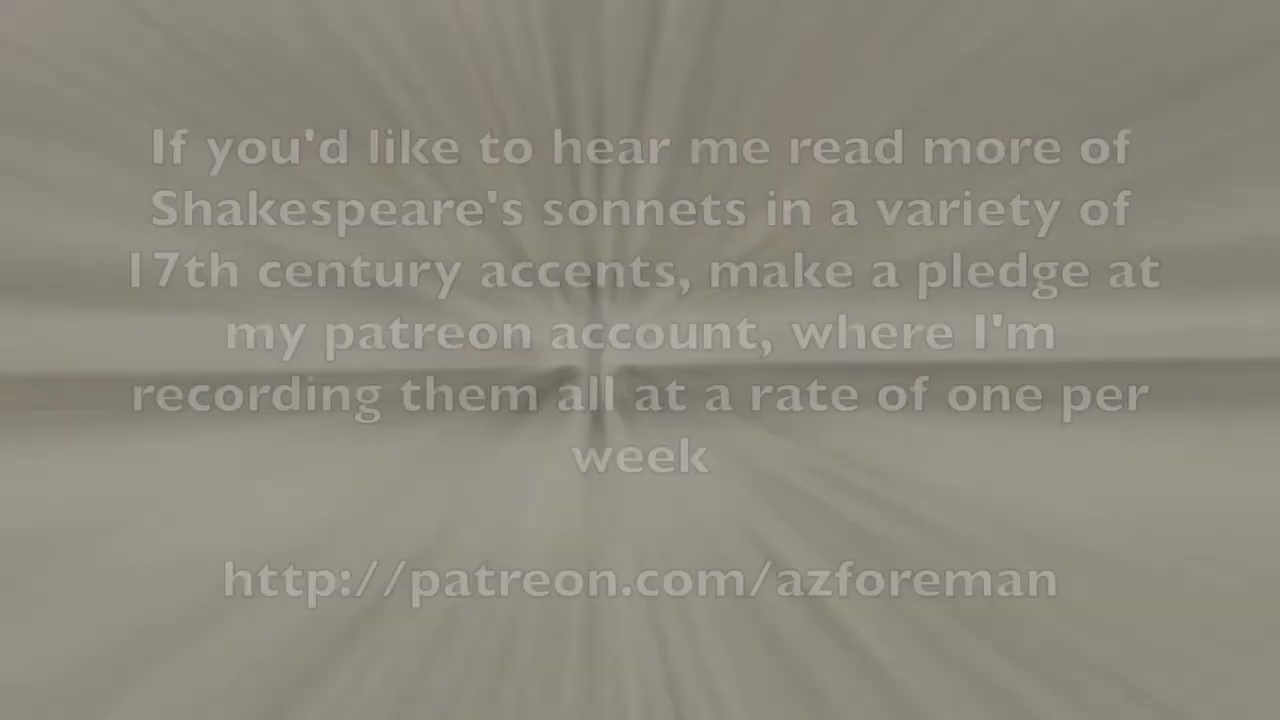 If you'd like to hear me read more of
Shakespeare's sonnets in a variety of
17th century accents, make a pledge at
my patreon account, where I'm
recording them all at a rate of one per
week
http://patreon.com/azforeman